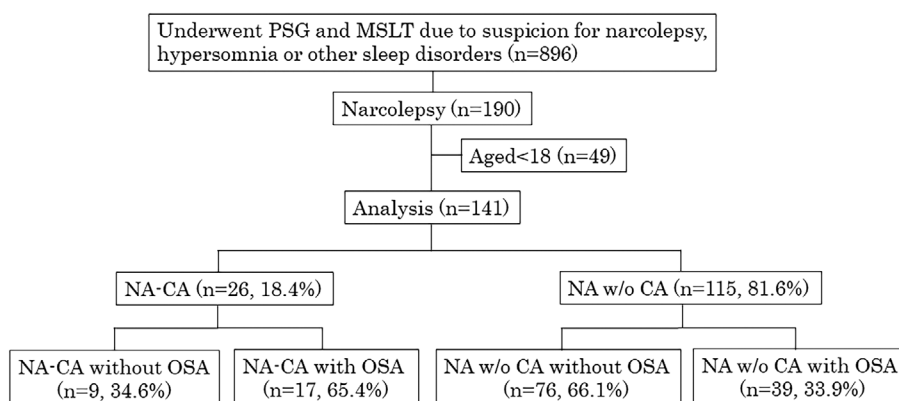 Underwent PSG and MSLT due to suspicion for narcolepsy,
hypersomnia or other sleep disorders (n=896)
Narcolepsy (n=190)
Aged<18 (n=49)
Analysis (n=141)
NA-CA (n=26, 18.4%)
NA w/o CA (n=115, 81.6%)
NA-CA without OSA
(n=9, 34.6%)
NA-CA with OSA
(n=17, 65.4%)
NA w/o CA without OSA
(n=76, 66.1%)
NA w/o CA with OSA
(n=39, 33.9%)